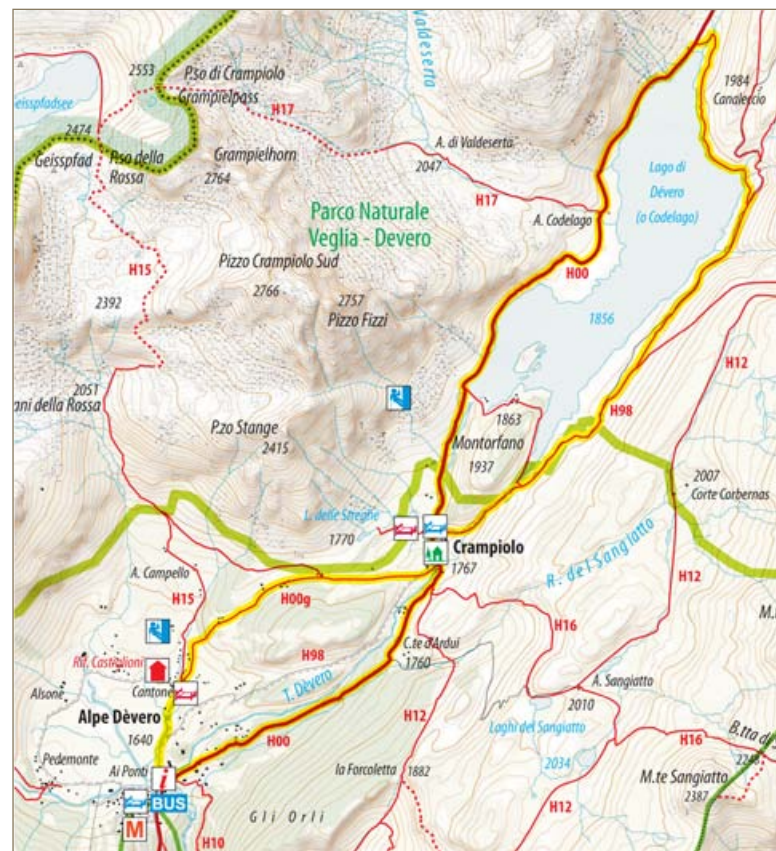 Valdeserta
2553
P.so di Crampiolo
Grampielpass
H17
1984
Canaleccio
Geisspfadsee
2474
Geisspfad
P.so della
Rossa
Grampielhorn
2764
A. di Valdeserta
2047
H17
Lago di
Dévero
(o Codelago)
Parco Naturale
Veglia - Devero
A. Codelago
H15
H00
Pizzo Crampiolo Sud
2766
2757
Pizzo Fizzi
2392
1856
2051
ani della Rossa
H12
H98
P.zo Stange
2415
1863
Montorfano
1937
2007
Corte Corbernas
L. delle Streghe
1770
Crampiolo
1767
R. del Sangiatto
A. Campello
H15
H00g
H12
H16
M.
Rif. Castiglioni
H98
C.te d'Ardui
1760
T. Dèvero
Alsone
Cantone
A. Sangiatto
2010
Alpe Dèvero
1640
H00
H12
Laghi del Sangiatto
2034
H16
B.tta di
Pedemonte
Ai Ponti
la Forcoletta
1882
M.te Sangiatto
2387
i
BUS
M
Gli Orli
H12
H10